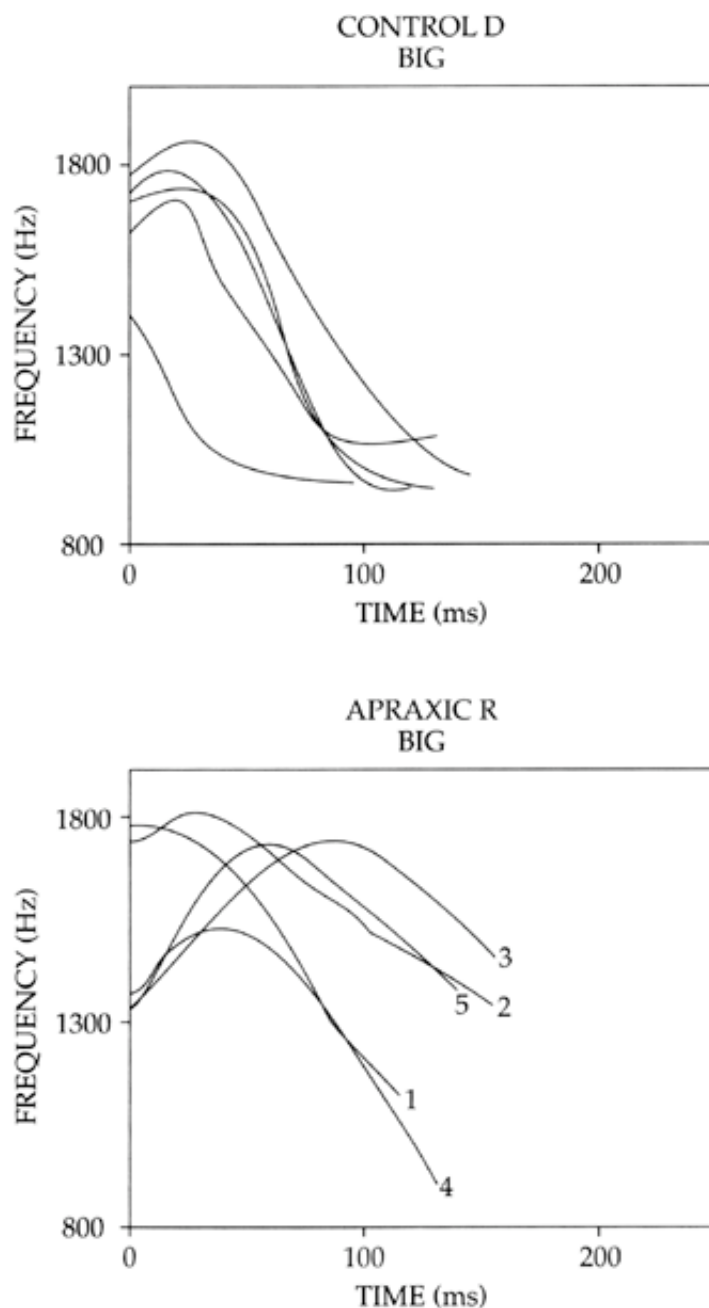 CONTROL D
BIG
1800
1300
800
FREQUENCY (Hz)
0 100 200
TIME (ms)
APRAXIC R
BIG
1800
1300
800
FREQUENCY (Hz)
3
5 2
1
4
0 100 200
TIME (ms)